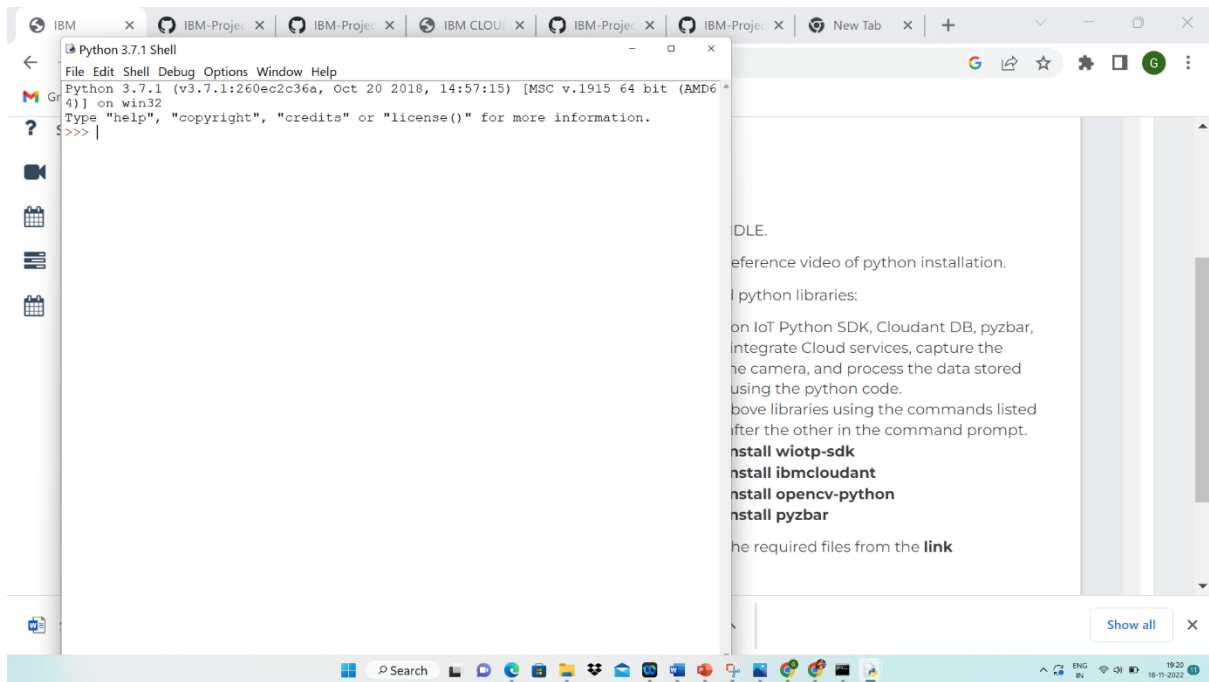 IBM
IBM-Projec
IBM-Projec
IBM CLOU
IBM-Projec
IBM-Projec
New Tab
Python 3.7.1 Shell
File Edit Shell Debug Options Window Help
Python 3.7.1 (v3.7.1:260ec2c36a, Oct 20 2018, 14:57:15) [MSC v.1915 64 bit (AMD6
4)] on win32
Type "help", "copyright", "credits" or "license()" for more information.
>>>
G
G
Gr
?
DLE.
eference video of python installation.
python libraries:
on IoT Python SDK, Cloudant DB, pyzbar,
integrate Cloud services, capture the
he camera, and process the data stored
using the python code.
bove libraries using the commands listed
after the other in the command prompt.
nstall wiotp-sdk
nstall ibmcloudant
nstall opencv-python
nstall pyzbar
he required files from the link
Show all
Search
ENG
IN
19:20
18-11-2022
11